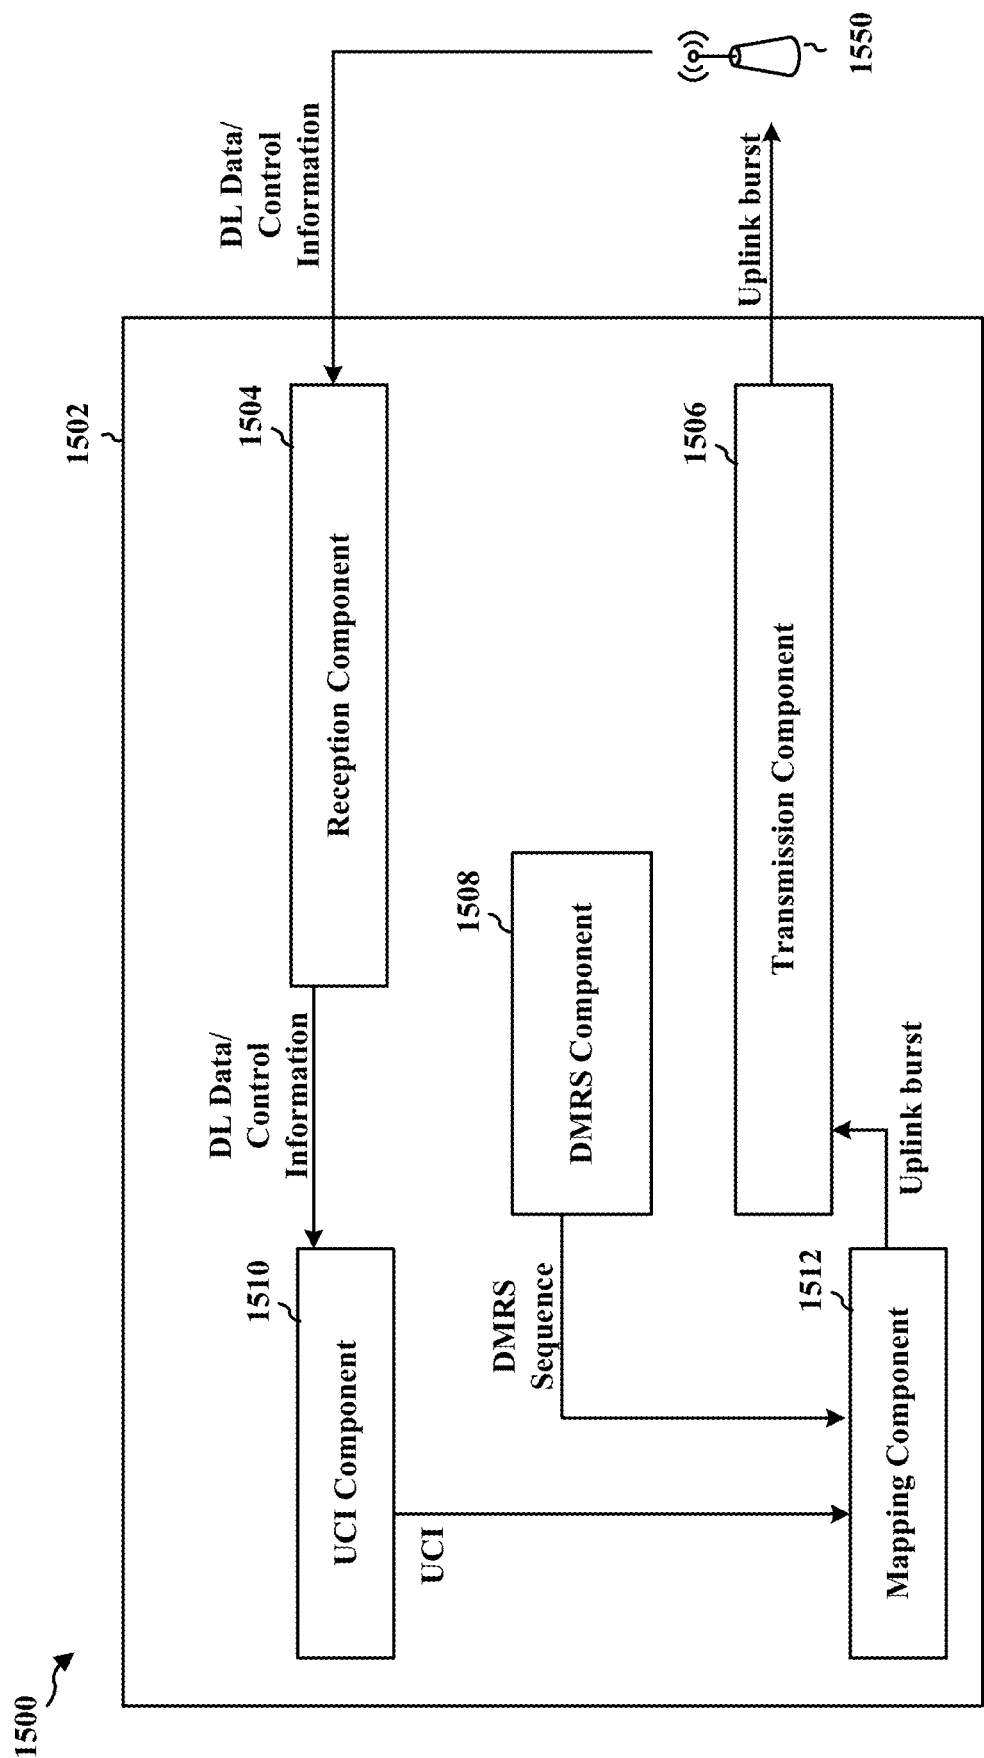 1500
1502
DL Data/
Control
Information
1550
1510
UCI Component
DL Data/
Control
Information
1504
Reception Component
UCI
DMRS
Sequence
1508
DMRS Component
1506
Transmission Component
Uplink burst
1512
Mapping Component
Uplink burst